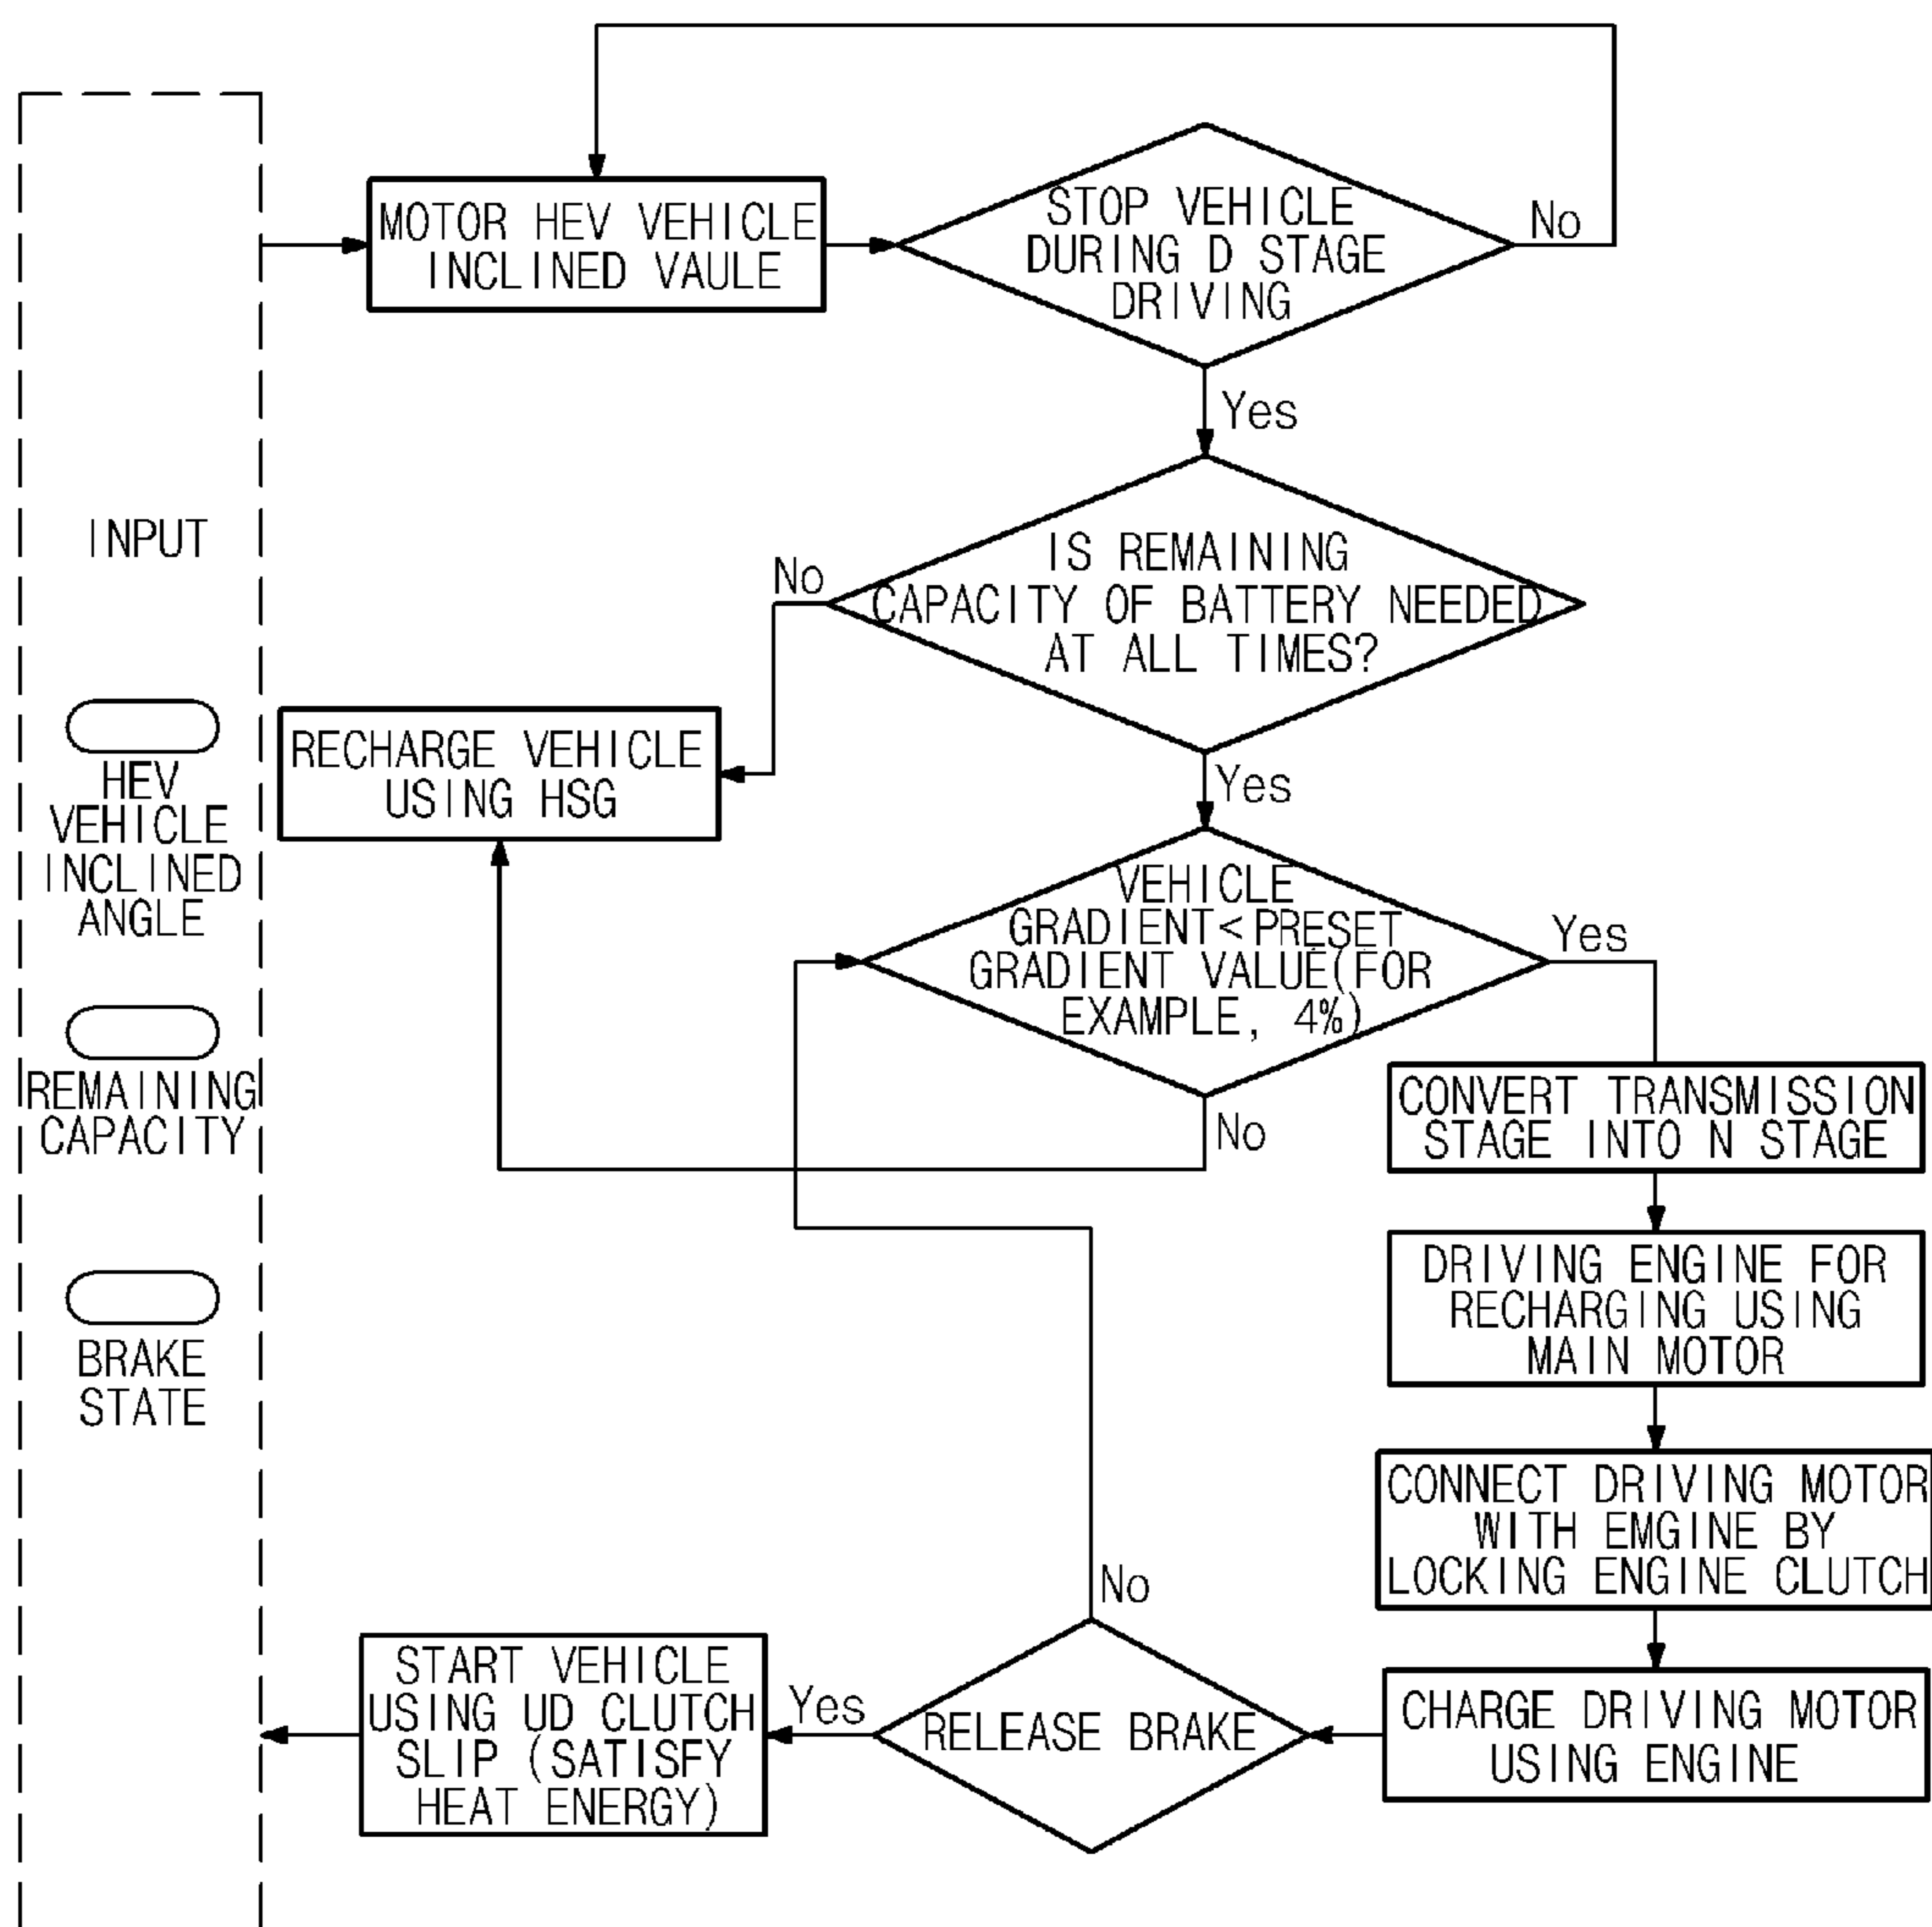 MOTOR HEV VEHICLE
INCLINED VAULE
STOP VEHICLE
DURING D STAGE
DRIVING
No
Yes
INPUT
IS REMAINING
CAPACITY OF BATTERY NEEDED
AT ALL TIMES?
No
Yes
HEV
VEHICLE
INCLINED
ANGLE
RECHARGE VEHICLE
USING HSG
VEHICLE
GRADIENT<PRESET
GRADIENT VALUE(FOR
EXAMPLE, 4%)
Yes
No
REMAINING
CAPACITY
CONVERT TRANSMISSION
STAGE INTO N STAGE
DRIVING ENGINE FOR
RECHARGING USING
MAIN MOTOR
BRAKE
STATE
CONNECT DRIVING MOTOR
WITH EMGINE BY
LOCKING ENGINE CLUTCH
CHARGE DRIVING MOTOR
USING ENGINE
RELEASE BRAKE
No
Yes
START VEHICLE
USING UD CLUTCH
SLIP (SATISFY
HEAT ENERGY)